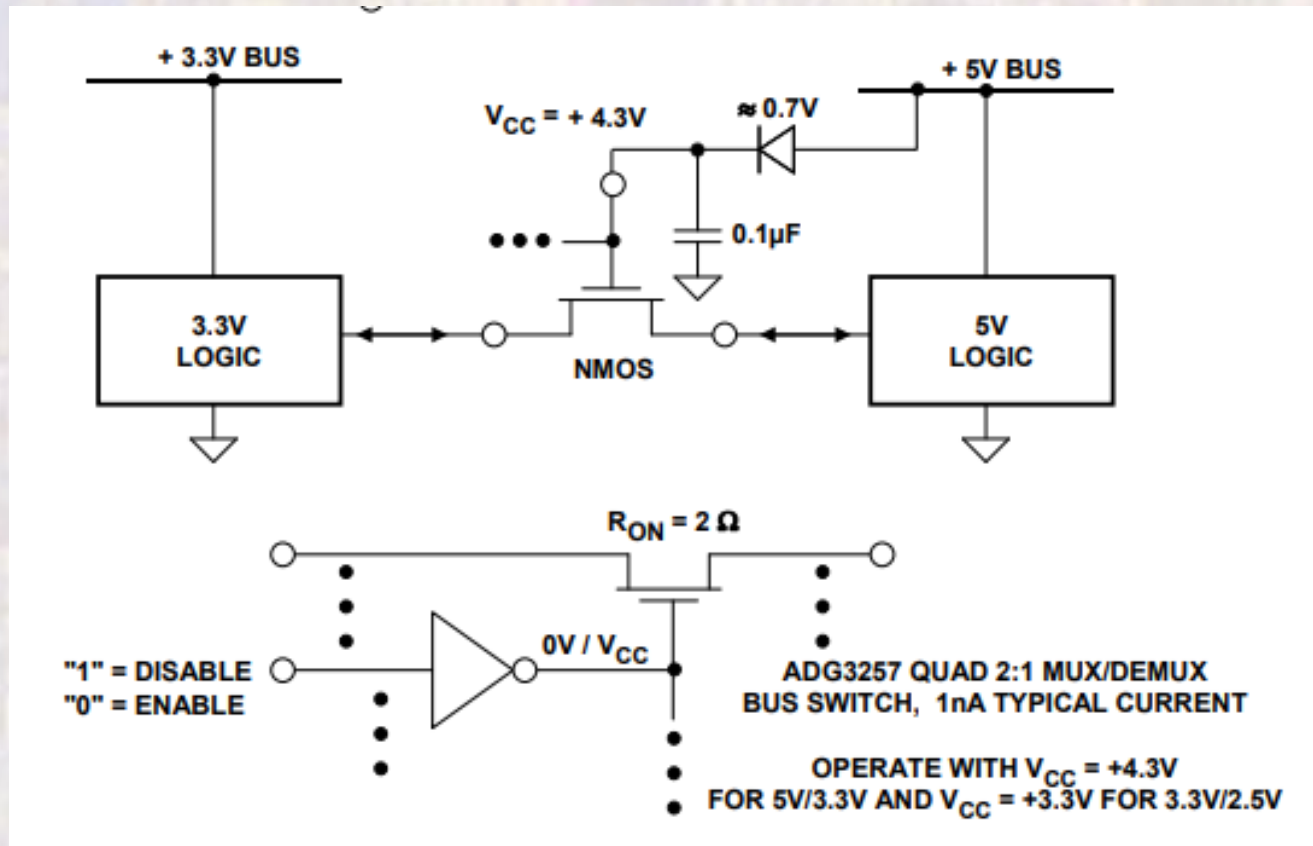 + 3.3V BUS
+ 5V BUS
VCC = + 4.3V
≈ 0.7V
0.1µF
3.3V
LOGIC
NMOS
5V
LOGIC
RON = 2 Ω
0V / VCC
"1" = DISABLE
"0" = ENABLE
ADG3257 QUAD 2:1 MUX/DEMUX
BUS SWITCH, 1nA TYPICAL CURRENT
OPERATE WITH VCC = +4.3V
FOR 5V/3.3V AND VCC = +3.3V FOR 3.3V/2.5V